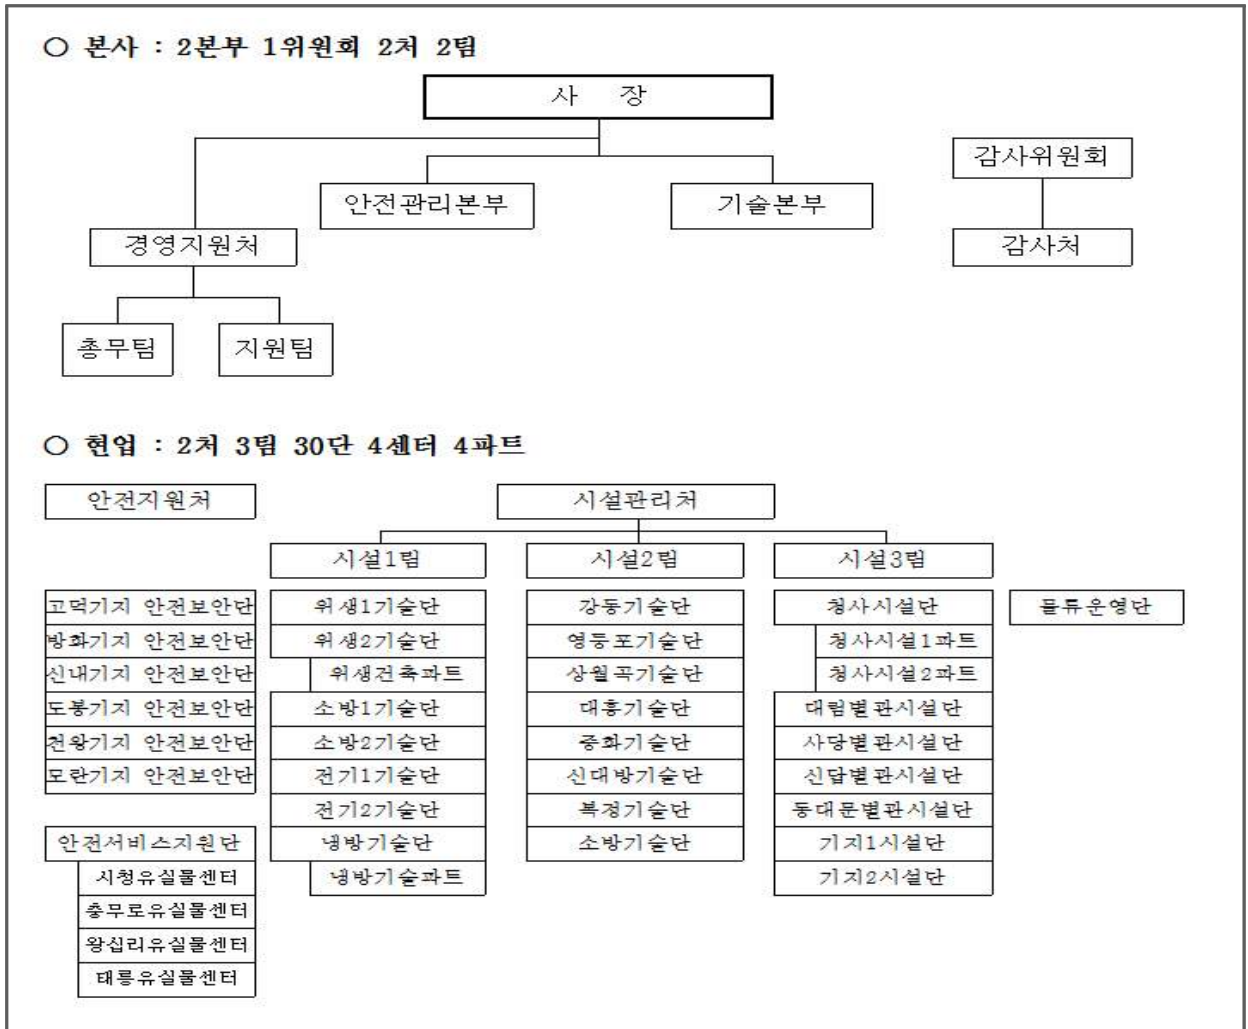 ○ 본사 : 2본부 1위원회 2처 2팀
사 장
감사위원회
안전관리본부 기술본부
경영지원처 감사처
총무팀 지원팀
○ 현업 : 2처 3팀 30단 4센터 4파트
안전지원처 시설관리처
시설1팀 시설2팀 시설3팀
고덕기지 안전보안단 위생1기술단 강동기술단 청사시설단 물류운영단
방화기지 안전보안단 위생2기술단 영등포기술단 청사시설1파트
신내기지 안전보안단 위생건축파트 상월곡기술단 청사시설2파트
도봉기지 안전보안단 소방1기술단 대흥기술단 대림별관시설단
천왕기지 안전보안단 소방2기술단 중화기술단 사당별관시설단
모란기지 안전보안단 전기1기술단 신대방기술단 신답별관시설단
전기2기술단 복정기술단 동대문별관시설단
안전서비스지원단 냉방기술단 소방기술단 기지1시설단
시청유실물센터 냉방기술파트 기지2시설단
충무로유실물센터
왕십리유실물센터
태릉유실물센터